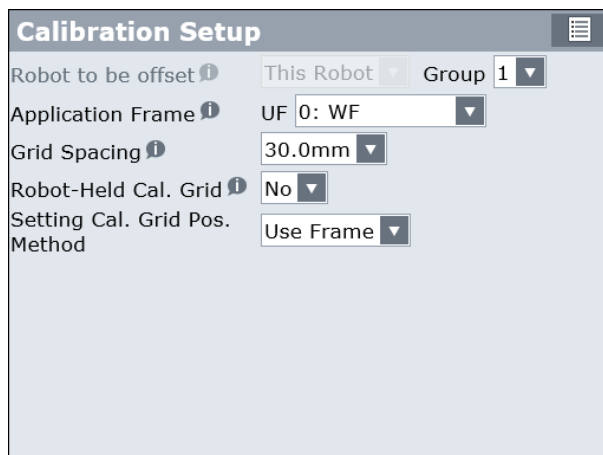 Calibration Setup
Robot to be offset This Robot Group 1
Application Frame UF 0: WF
Grid Spacing 30.0mm
Robot-Held Cal. Grid No
Setting Cal. Grid Pos.
Method Use Frame